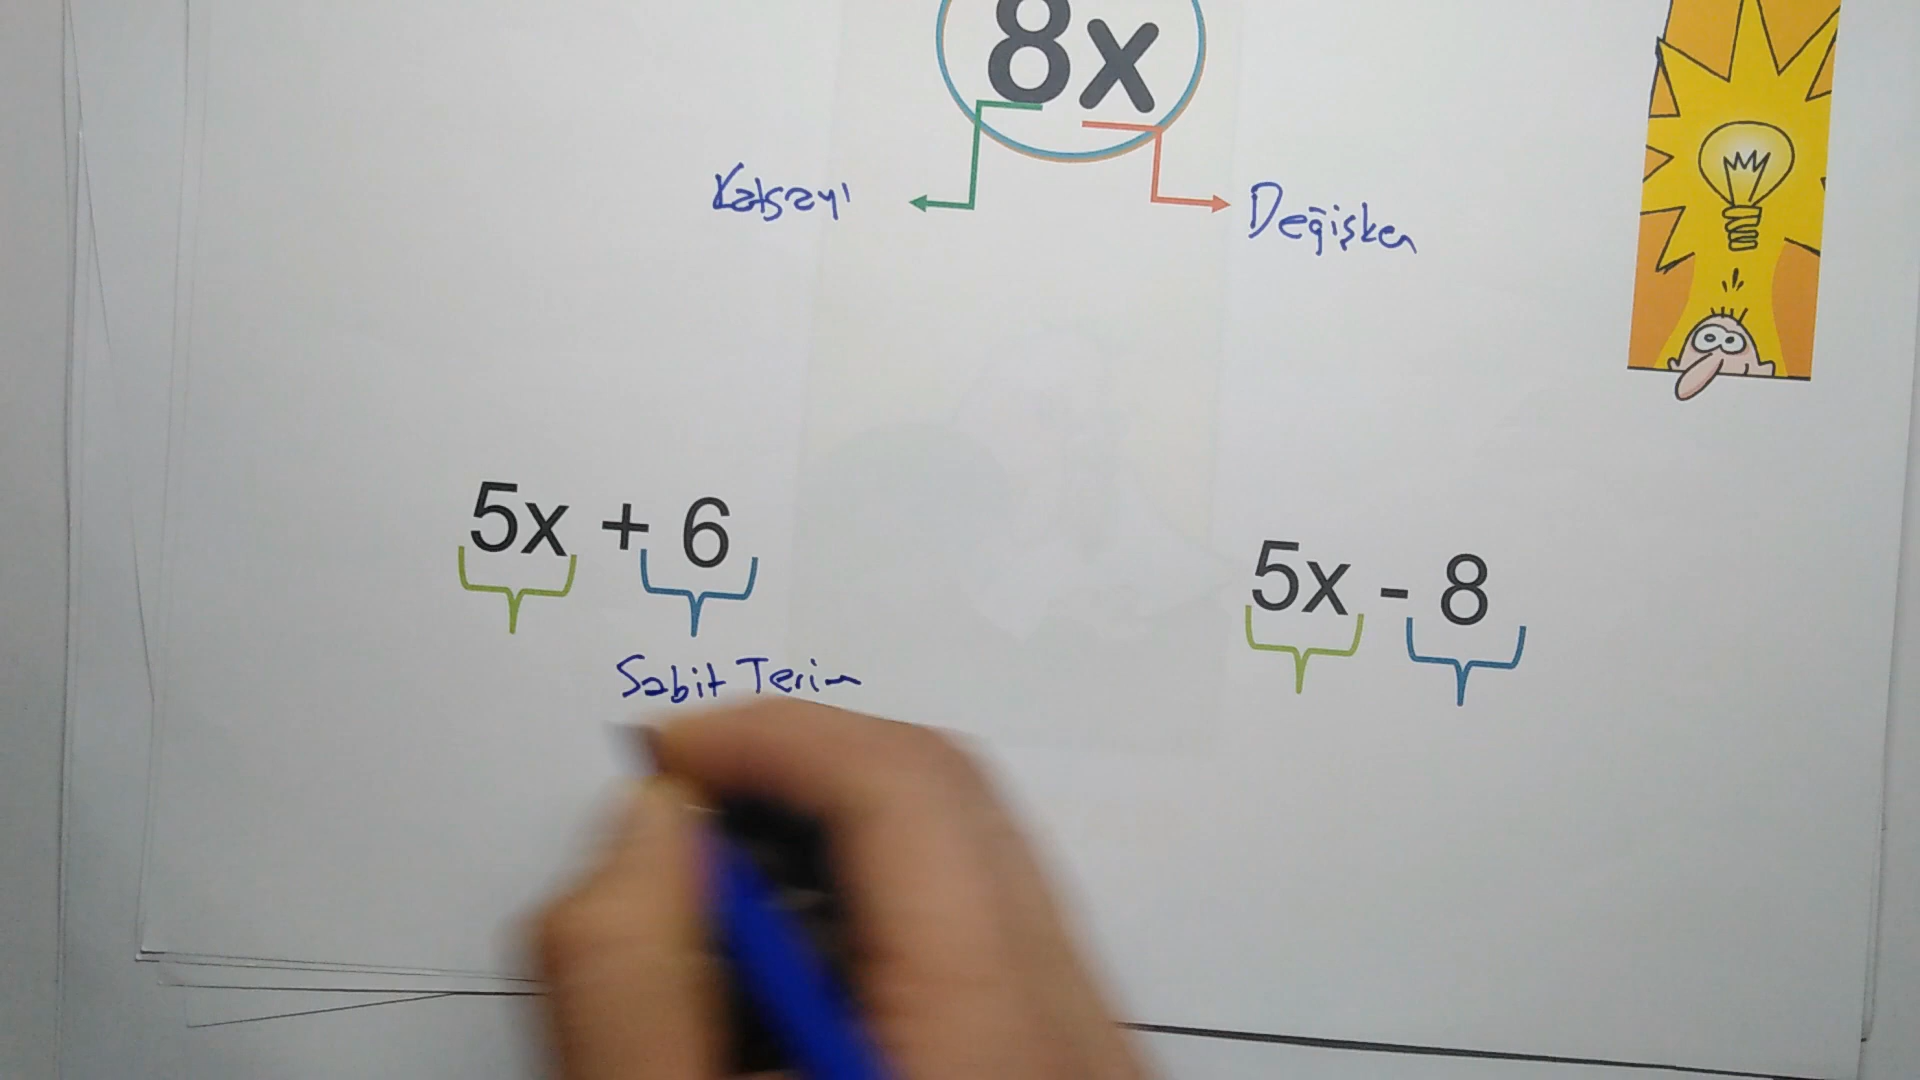 8x
Katsayı Değişken
5x + 6
5x - 8
Sabit Terim